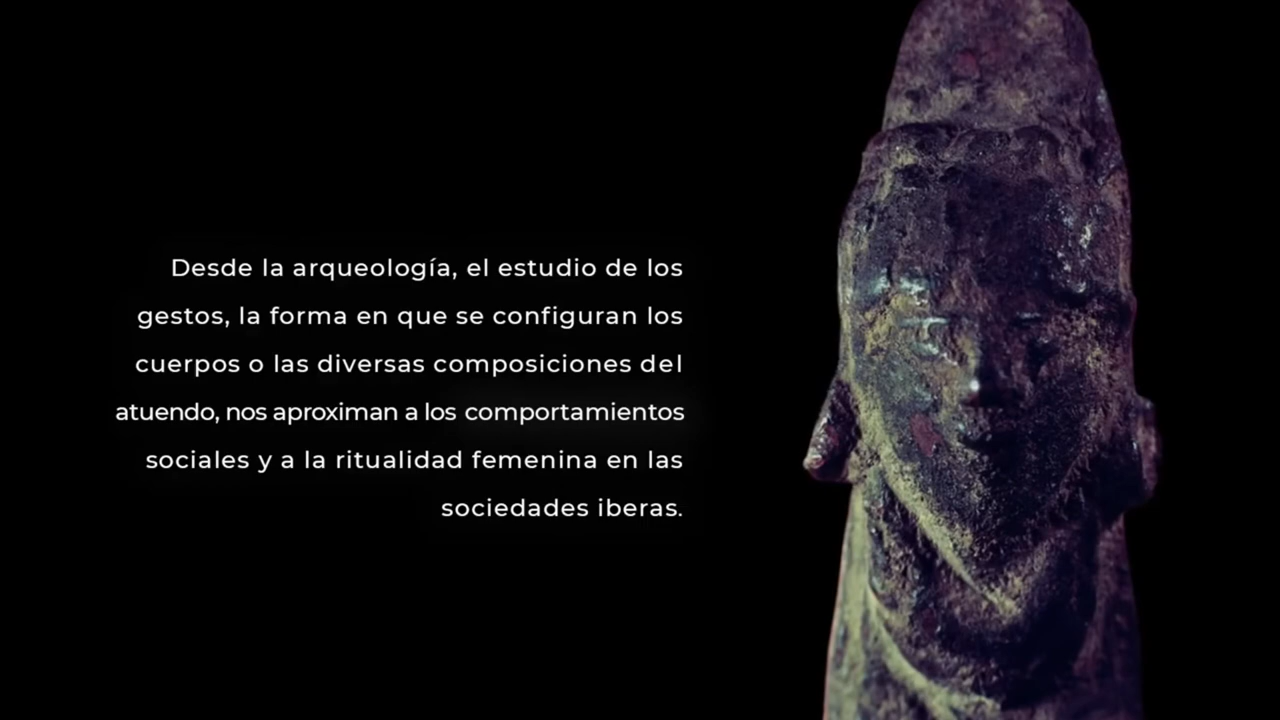 Desde la arqueología, el estudio de los
gestos, la forma en que se configuran los
cuerpos o las diversas composiciones del
atuendo, nos aproximan a los comportamientos
sociales y a la ritualidad femenina en las
sociedades iberas.